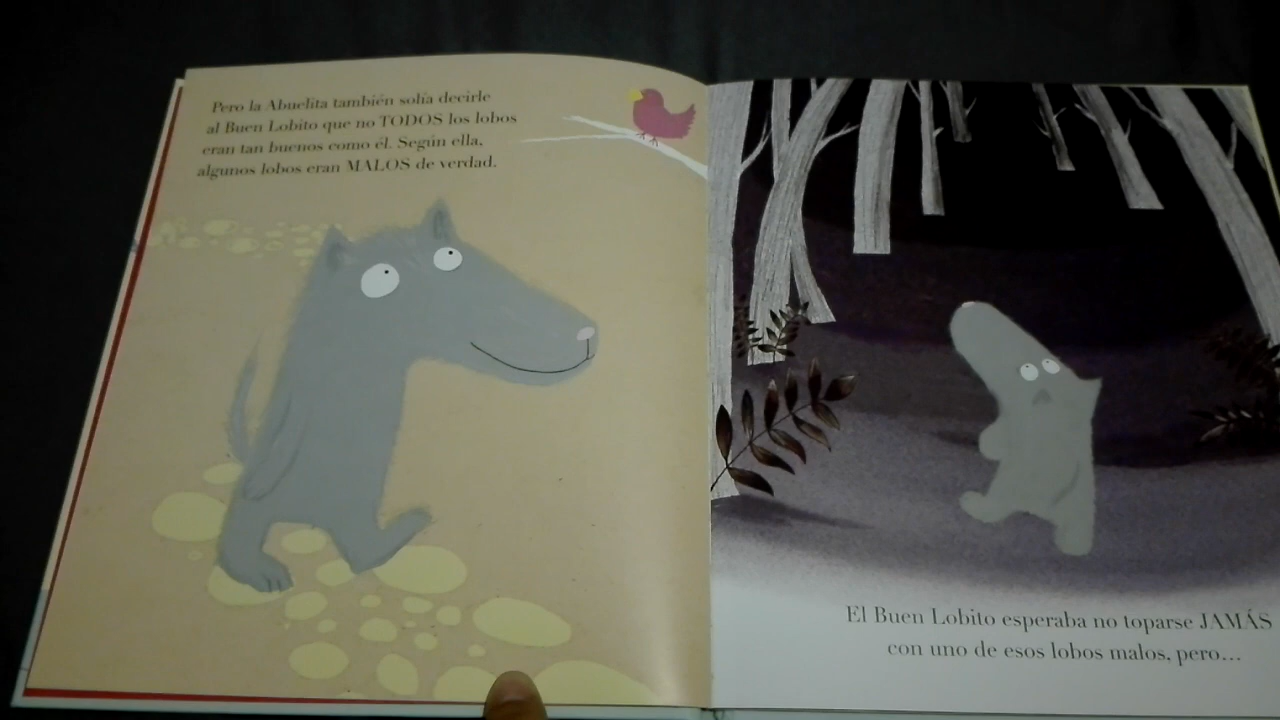 Pero la Abuelita también solía decirle
al Buen Lobito que no TODOS los lobos
eran tan buenos como él. Según ella,
algunos lobos eran MALOS de verdad.
El Buen Lobito esperaba no toparse JAMÁS
con uno de esos lobos malos, pero...